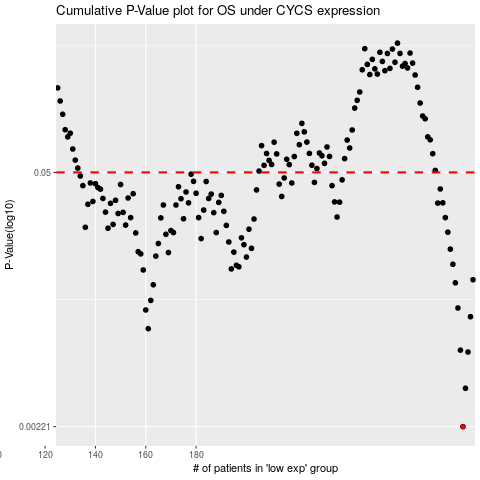 Cumulative P-Value plot for OS under CYCS expression
P-Value(log10)
0.05
0.00221
0
120
140
160
180
# of patients in 'low exp' group